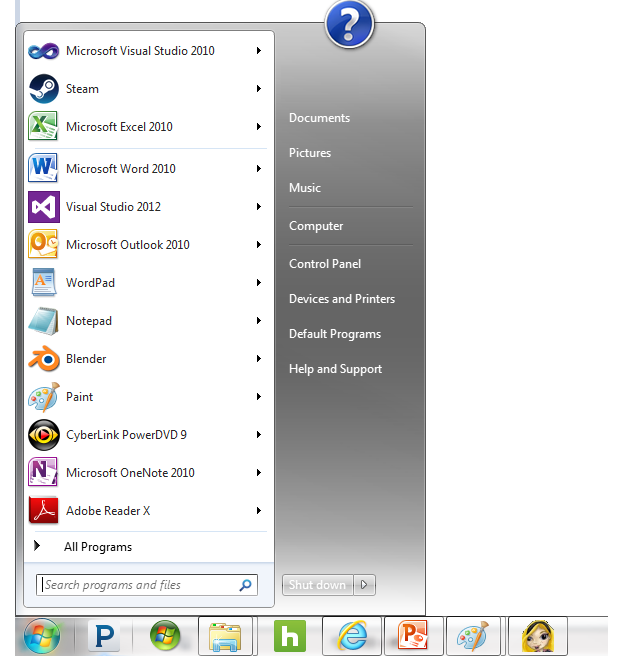 ?
Microsoft Visual Studio 2010
Steam
Microsoft Excel 2010
Microsoft Word 2010
Visual Studio 2012
Microsoft Outlook 2010
WordPad
Notepad
Blender
Paint
CyberLink PowerDVD 9
Microsoft OneNote 2010
Adobe Reader X
All Programs
Search programs and files
Documents
Pictures
Music
Computer
Control Panel
Devices and Printers
Default Programs
Help and Support
Shut down
P
h
e
P